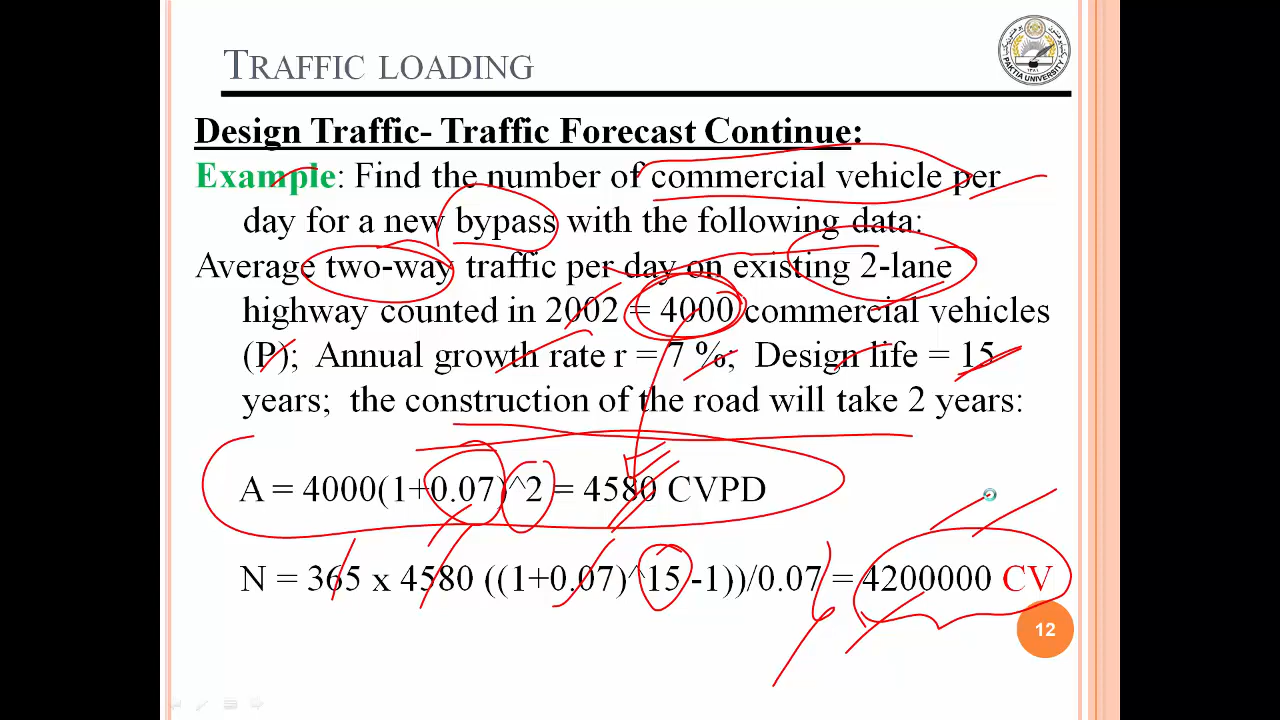 TRAFFIC LOADING
PAKTIA UNIVERSITY
Design Traffic- Traffic Forecast Continue:
Example: Find the number of commercial vehicle per
day for a new bypass with the following data:
Average two-way traffic per day on existing 2-lane
highway counted in 2002 = 4000 commercial vehicles
(P); Annual growth rate r = 7 %; Design life = 15
years; the construction of the road will take 2 years:
A = 4000(1+0.07)^2 = 4580 CVPD
N = 365 x 4580 ((1+0.07)^15 -1))/0.07 = 4200000 CV
12